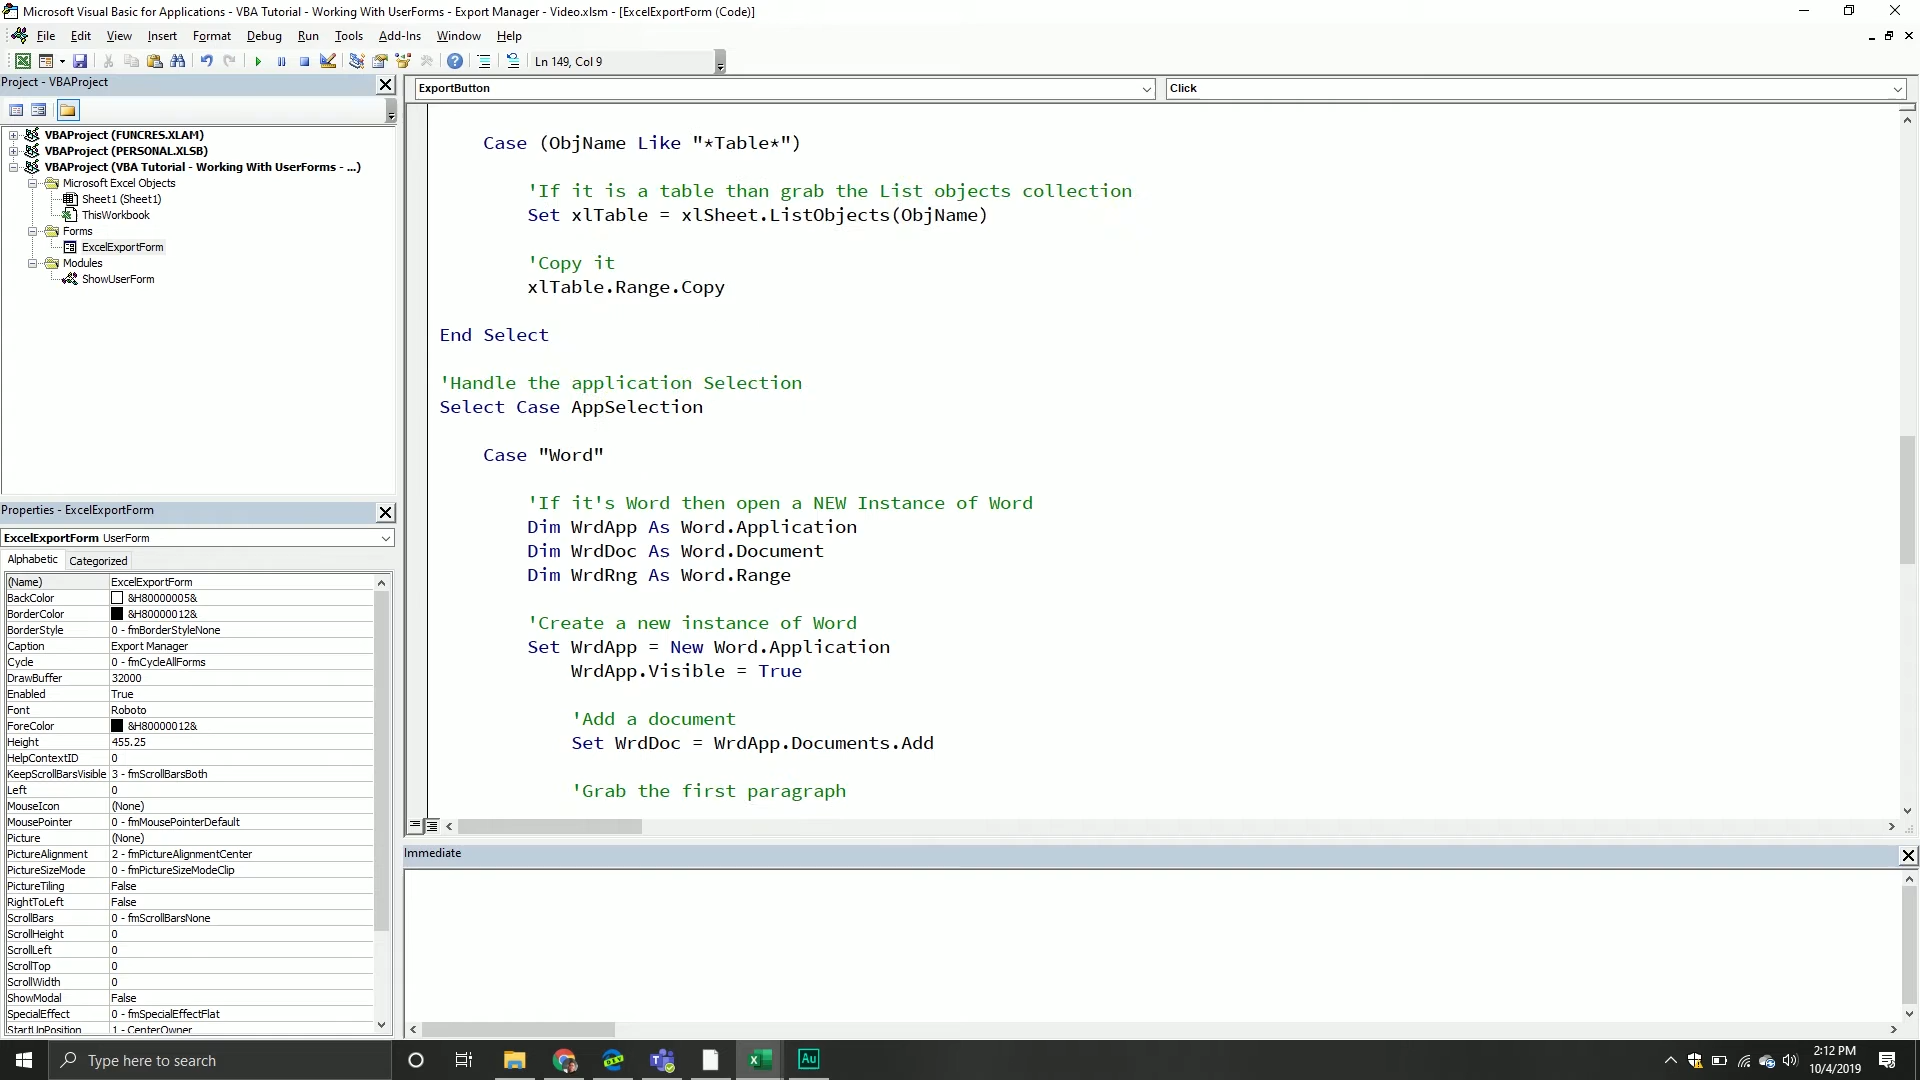 Microsoft Visual Basic for Applications - VBA Tutorial - Working With UserForms - Export Manager - Video.xlsm - [ExcelExportForm (Code)]
File Edit View Insert Format Debug Run Tools Add-Ins Window Help
Ln 149, Col 9
Project - VBAProject
VBAProject (FUNCRES.XLAM)
VBAProject (PERSONAL.XLSB)
VBAProject (VBA Tutorial - Working With UserForms - ...)
Microsoft Excel Objects
Sheet1 (Sheet1)
ThisWorkbook
Forms
ExcelExportForm
Modules
ShowUserForm
Properties - ExcelExportForm
ExcelExportForm UserForm
Alphabetic Categorized
(Name) ExcelExportForm
BackColor &H80000005&
BorderColor &H80000012&
BorderStyle 0 - fmBorderStyleNone
Caption Export Manager
Cycle 0 - fmCycleAllForms
DrawBuffer 32000
Enabled True
Font Roboto
ForeColor &H80000012&
Height 455.25
HelpContextID 0
KeepScrollBarsVisible 3 - fmScrollBarsBoth
Left 0
MouseIcon (None)
MousePointer 0 - fmMousePointerDefault
Picture (None)
PictureAlignment 2 - fmPictureAlignmentCenter
PictureSizeMode 0 - fmPictureSizeModeClip
PictureTiling False
RightToLeft False
ScrollBars 0 - fmScrollBarsNone
ScrollHeight 0
ScrollLeft 0
ScrollTop 0
ScrollWidth 0
ShowModal False
SpecialEffect 0 - fmSpecialEffectFlat
StartUpPosition 1 - CenterOwner
ExportButton Click
Case (ObjName Like "*Table*")
'If it is a table than grab the List objects collection
Set xlTable = xlSheet.ListObjects(ObjName)
'Copy it
xlTable.Range.Copy
End Select
'Handle the application Selection
Select Case AppSelection
Case "Word"
'If it's Word then open a NEW Instance of Word
Dim WrdApp As Word.Application
Dim WrdDoc As Word.Document
Dim WrdRng As Word.Range
'Create a new instance of Word
Set WrdApp = New Word.Application
WrdApp.Visible = True
'Add a document
Set WrdDoc = WrdApp.Documents.Add
'Grab the first paragraph
Immediate
Type here to search
Au
2:12 PM
10/4/2019